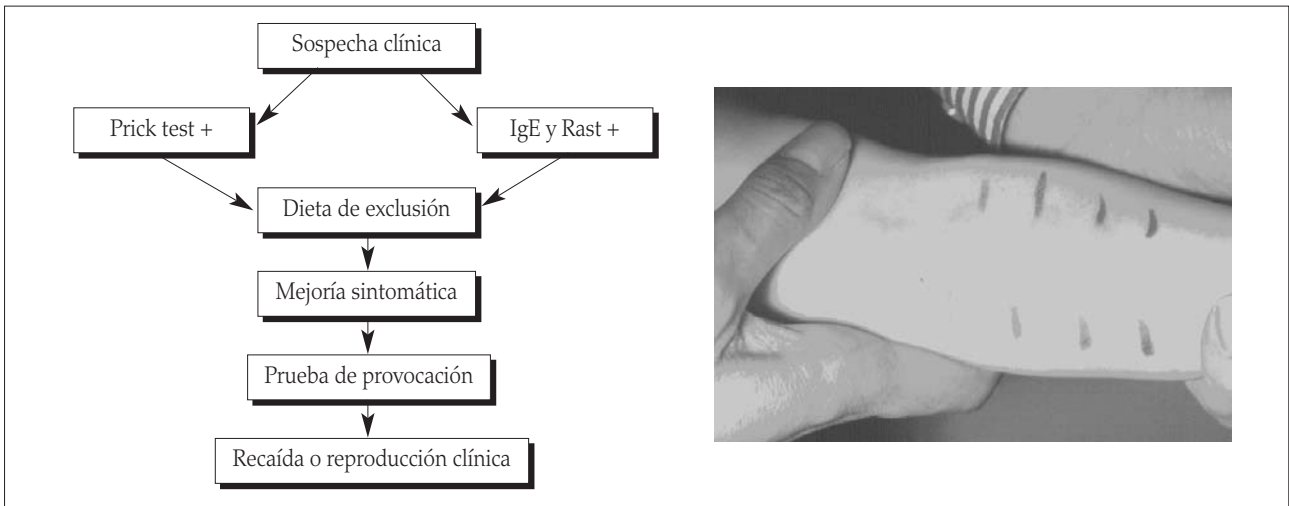 Sospecha clínica
Prick test +
IgE y Rast +
Dieta de exclusión
Mejoría sintomática
Prueba de provocación
Recaída o reproducción clínica